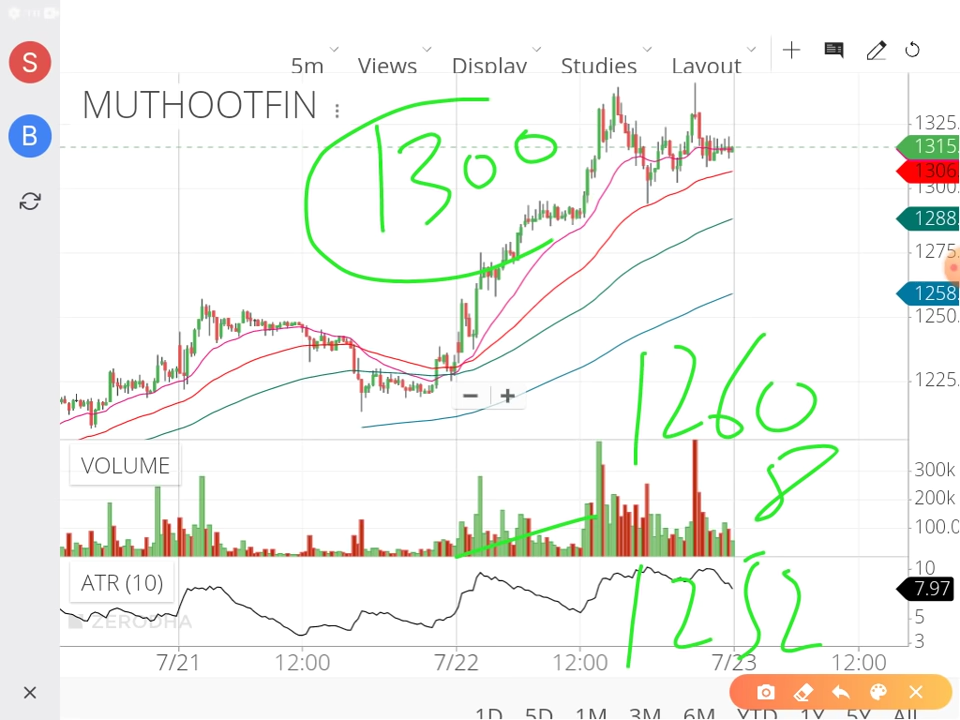 5m Views Display Studies Layout
S
MUTHOOTFIN
B
1300
1325.
1315.
1306.
1300.
1288.
1275.
1258.
1250.
1225.
1260
8
VOLUME
300k
200k
100.0
ATR (10)
10
7.97
5
3
1252
ZERODHA
7/21 12:00 7/22 12:00 7/23 12:00
1D 5D 1M 3M 6M YTD 1Y 5Y All